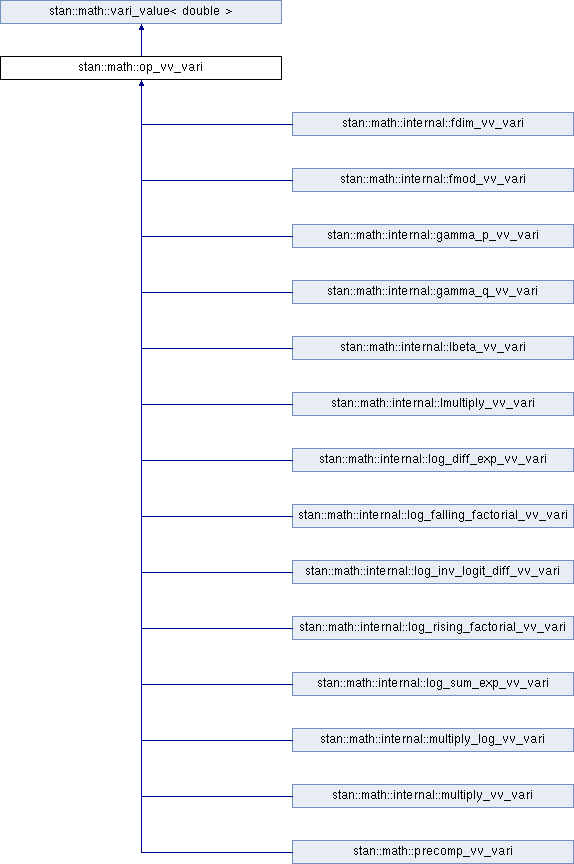 stan::math::vari_value< double >
stan::math::op_vv_vari
stan::math::internal::fdim_vv_vari
stan::math::internal::fmod_vv_vari
stan::math::internal::gamma_p_vv_vari
stan::math::internal::gamma_q_vv_vari
stan::math::internal::lbeta_vv_vari
stan::math::internal::lmultiply_vv_vari
stan::math::internal::log_diff_exp_vv_vari
stan::math::internal::log_falling_factorial_vv_vari
stan::math::internal::log_inv_logit_diff_vv_vari
stan::math::internal::log_rising_factorial_vv_vari
stan::math::internal::log_sum_exp_vv_vari
stan::math::internal::multiply_log_vv_vari
stan::math::internal::multiply_vv_vari
stan::math::precomp_vv_vari